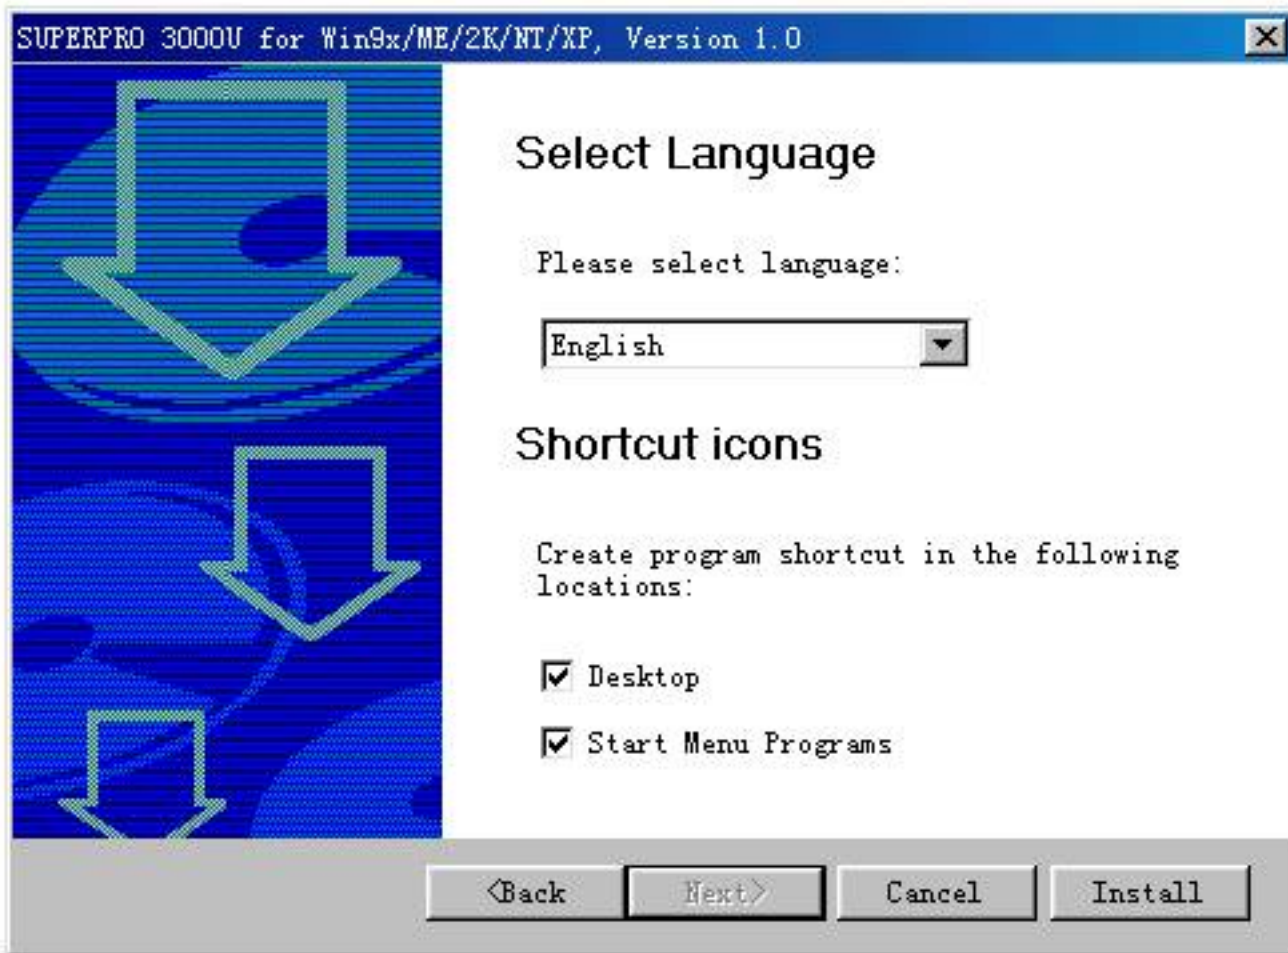 SUPERPRO 3000U for Win9x/ME/2K/NT/XP, Version 1.0
Select Language
Please select language:
English
Shortcut icons
Create program shortcut in the following
locations:
Desktop
Start Menu Programs
<Back Next> Cancel Install